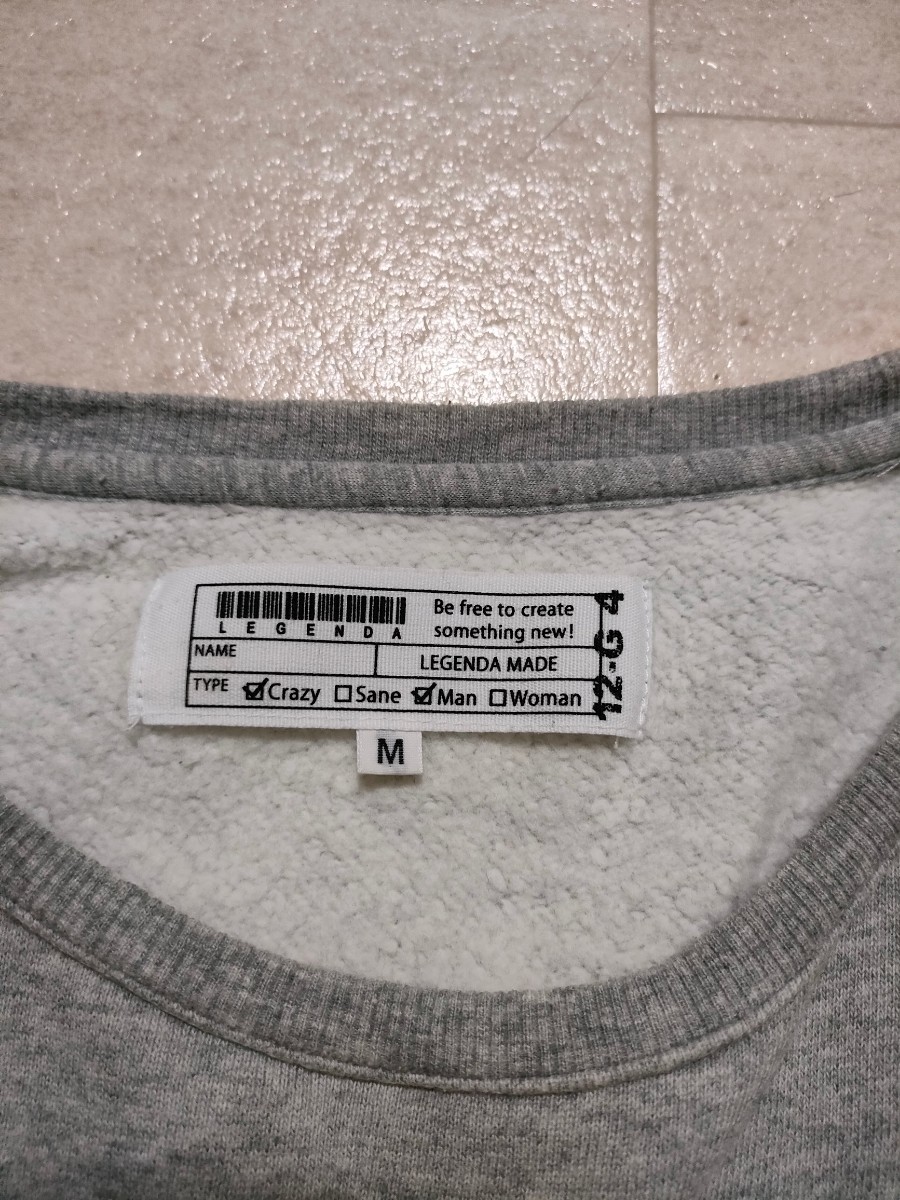 LEGENDA
Be free to create
something new!
NAME
LEGENDA MADE
TYPE ☑Crazy ☐Sane ☑Man ☐Woman
12-G4
M